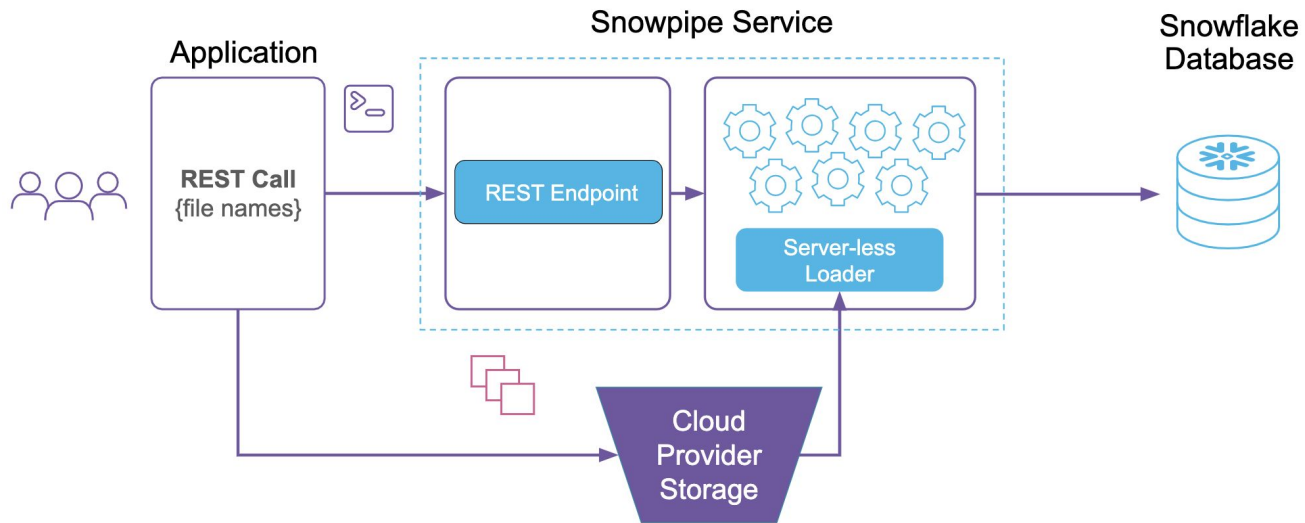 Snowpipe Service
Snowflake
Database
Application
REST Call
{file names}
REST Endpoint
Server-less
Loader
Cloud
Provider
Storage